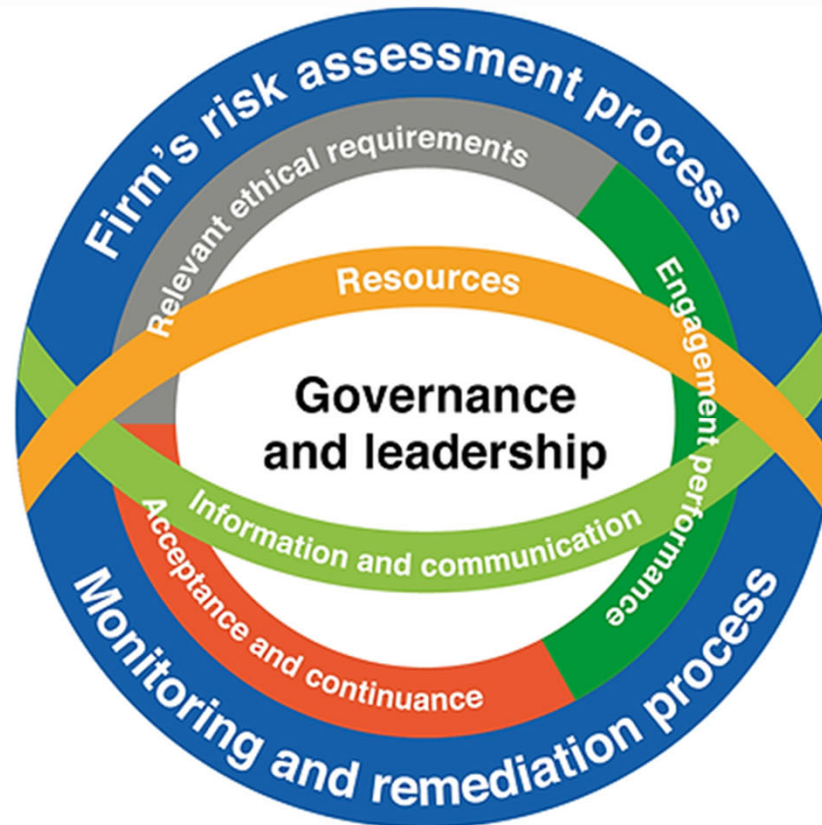 Firm's risk assessment process
Relevant ethical requirements
Resources
Engagement performance
Governance
and leadership
Information and communication
Acceptance and continuance
Monitoring and remediation process